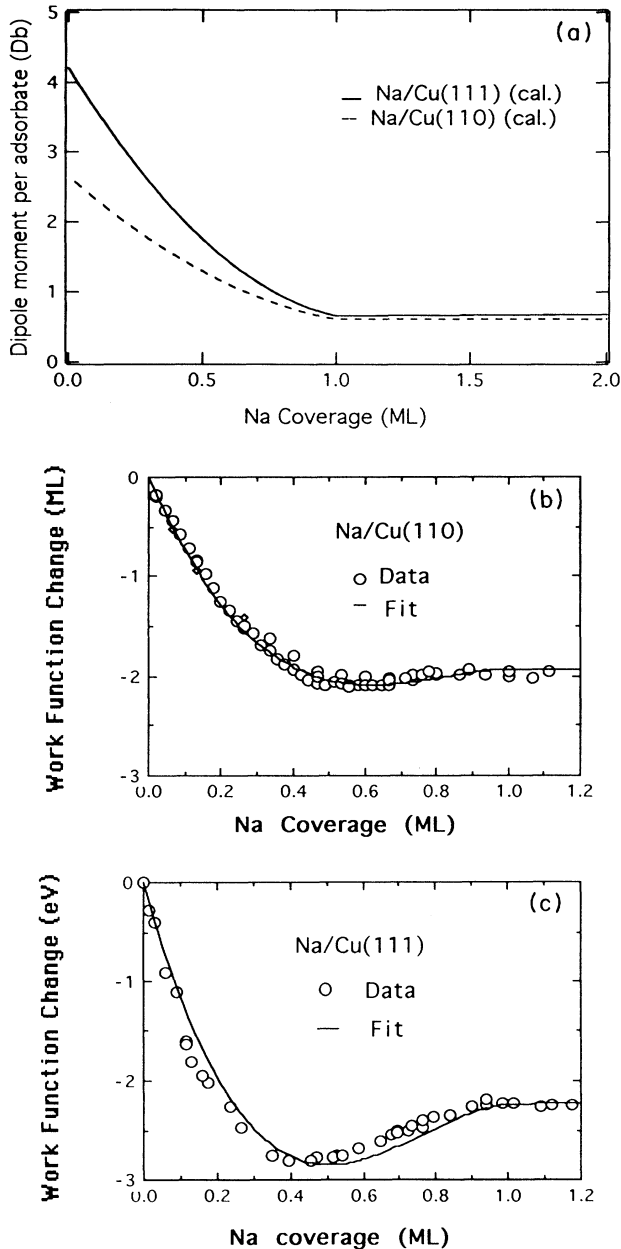 (a)
Dipole moment per adsorbate (Db)
5
4
3
2
1
0
— Na/Cu(111) (cal.)
-- Na/Cu(110) (cal.)
0.0 0.5 1.0 1.5 2.0
Na Coverage (ML)
(b)
Work Function Change (ML)
0
-1
-2
-3
Na/Cu(110)
Data
Fit
0.0 0.2 0.4 0.6 0.8 1.0 1.2
Na Coverage (ML)
(c)
Work Function Change (eV)
0
-1
-2
-3
Na/Cu(111)
Data
Fit
0.0 0.2 0.4 0.6 0.8 1.0 1.2
Na coverage (ML)